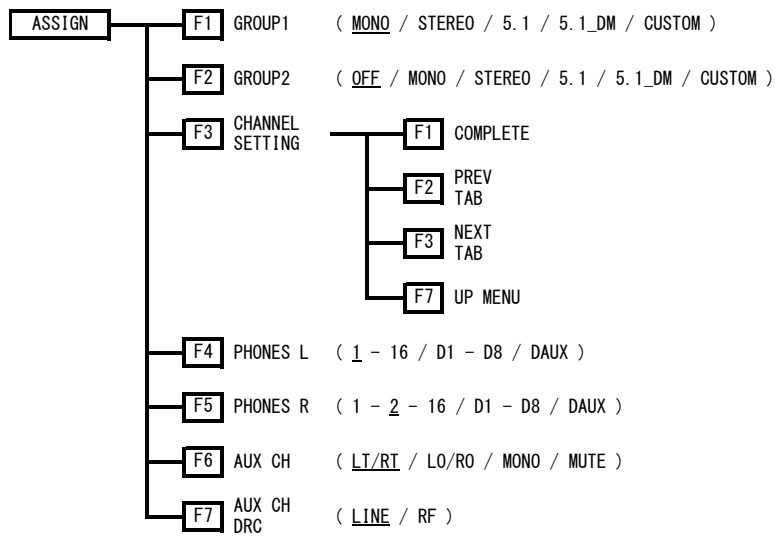 ASSIGN F1 GROUP1 ( MONO / STEREO / 5.1 / 5.1_DM / CUSTOM )
F2 GROUP2 ( OFF / MONO / STEREO / 5.1 / 5.1_DM / CUSTOM )
F3 CHANNEL SETTING F1 COMPLETE
F2 PREV TAB
F3 NEXT TAB
F7 UP MENU
F4 PHONES L ( 1 - 16 / D1 - D8 / DAUX )
F5 PHONES R ( 1 - 2 - 16 / D1 - D8 / DAUX )
F6 AUX CH ( LT/RT / LO/RO / MONO / MUTE )
F7 AUX CH DRC ( LINE / RF )